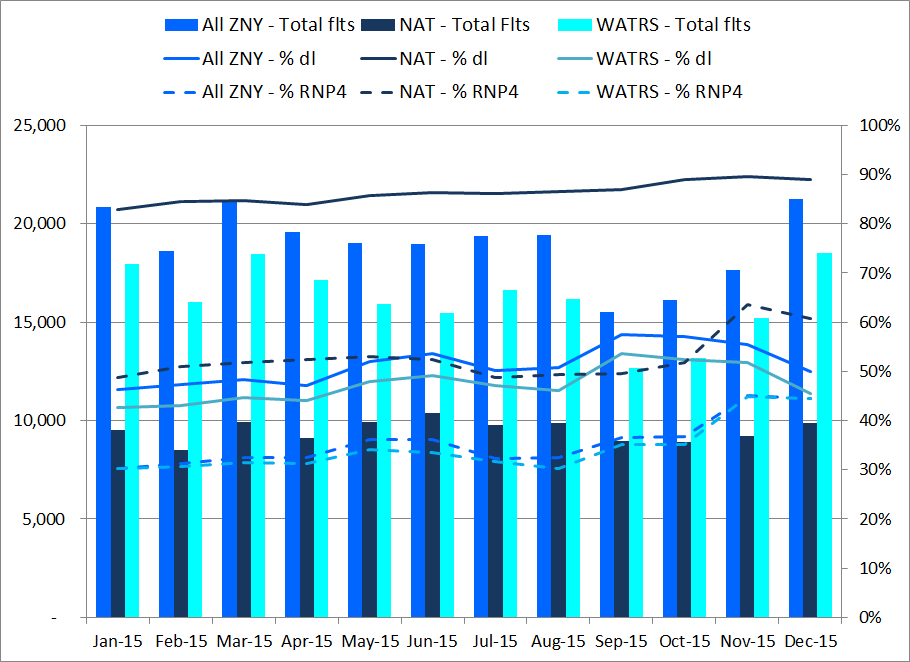 All ZNY - Total flts NAT - Total Flts WATRS - Total flts
All ZNY - % dl NAT - % dl WATRS - % dl
All ZNY - % RNP4 NAT - % RNP4 WATRS - % RNP4
25,000 100%
90%
20,000 80%
70%
15,000 60%
50%
10,000 40%
30%
5,000 20%
10%
- 0%
Jan-15 Feb-15 Mar-15 Apr-15 May-15 Jun-15 Jul-15 Aug-15 Sep-15 Oct-15 Nov-15 Dec-15